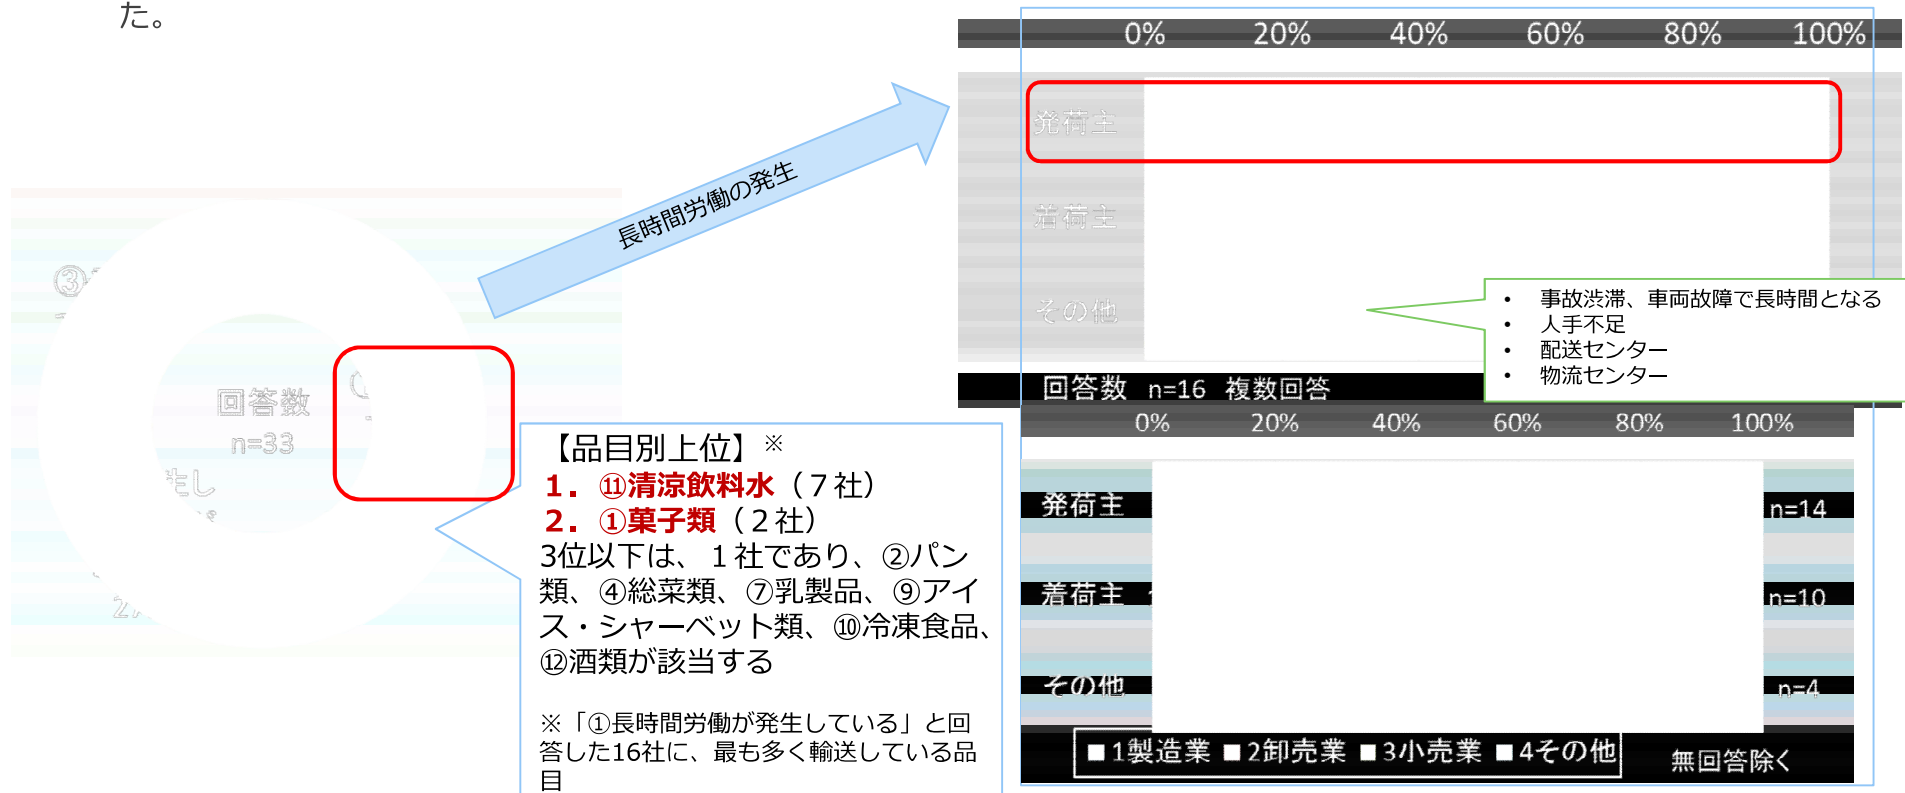 た。
0% 20% 40% 60% 80% 100%
発荷主
着荷主
その他
長時間労働の発生
• 事故渋滞、車両故障で長時間となる
• 人手不足
• 配送センター
• 物流センター
回答数 n=16 複数回答
③
回答数
n=33
【品目別上位】※
1．⑪清涼飲料水（７社）
2．①菓子類（２社）
3位以下は、１社であり、②パン
類、④総菜類、⑦乳製品、⑨アイ
ス・シャーベット類、⑩冷凍食品、
⑫酒類が該当する
※「①長時間労働が発生している」と回
答した16社に、最も多く輸送している品
目
0% 20% 40% 60% 80% 100%
発荷主 n=14
着荷主 n=10
その他 n=4
■1製造業 ■2卸売業 ■3小売業 ■4その他
無回答除く